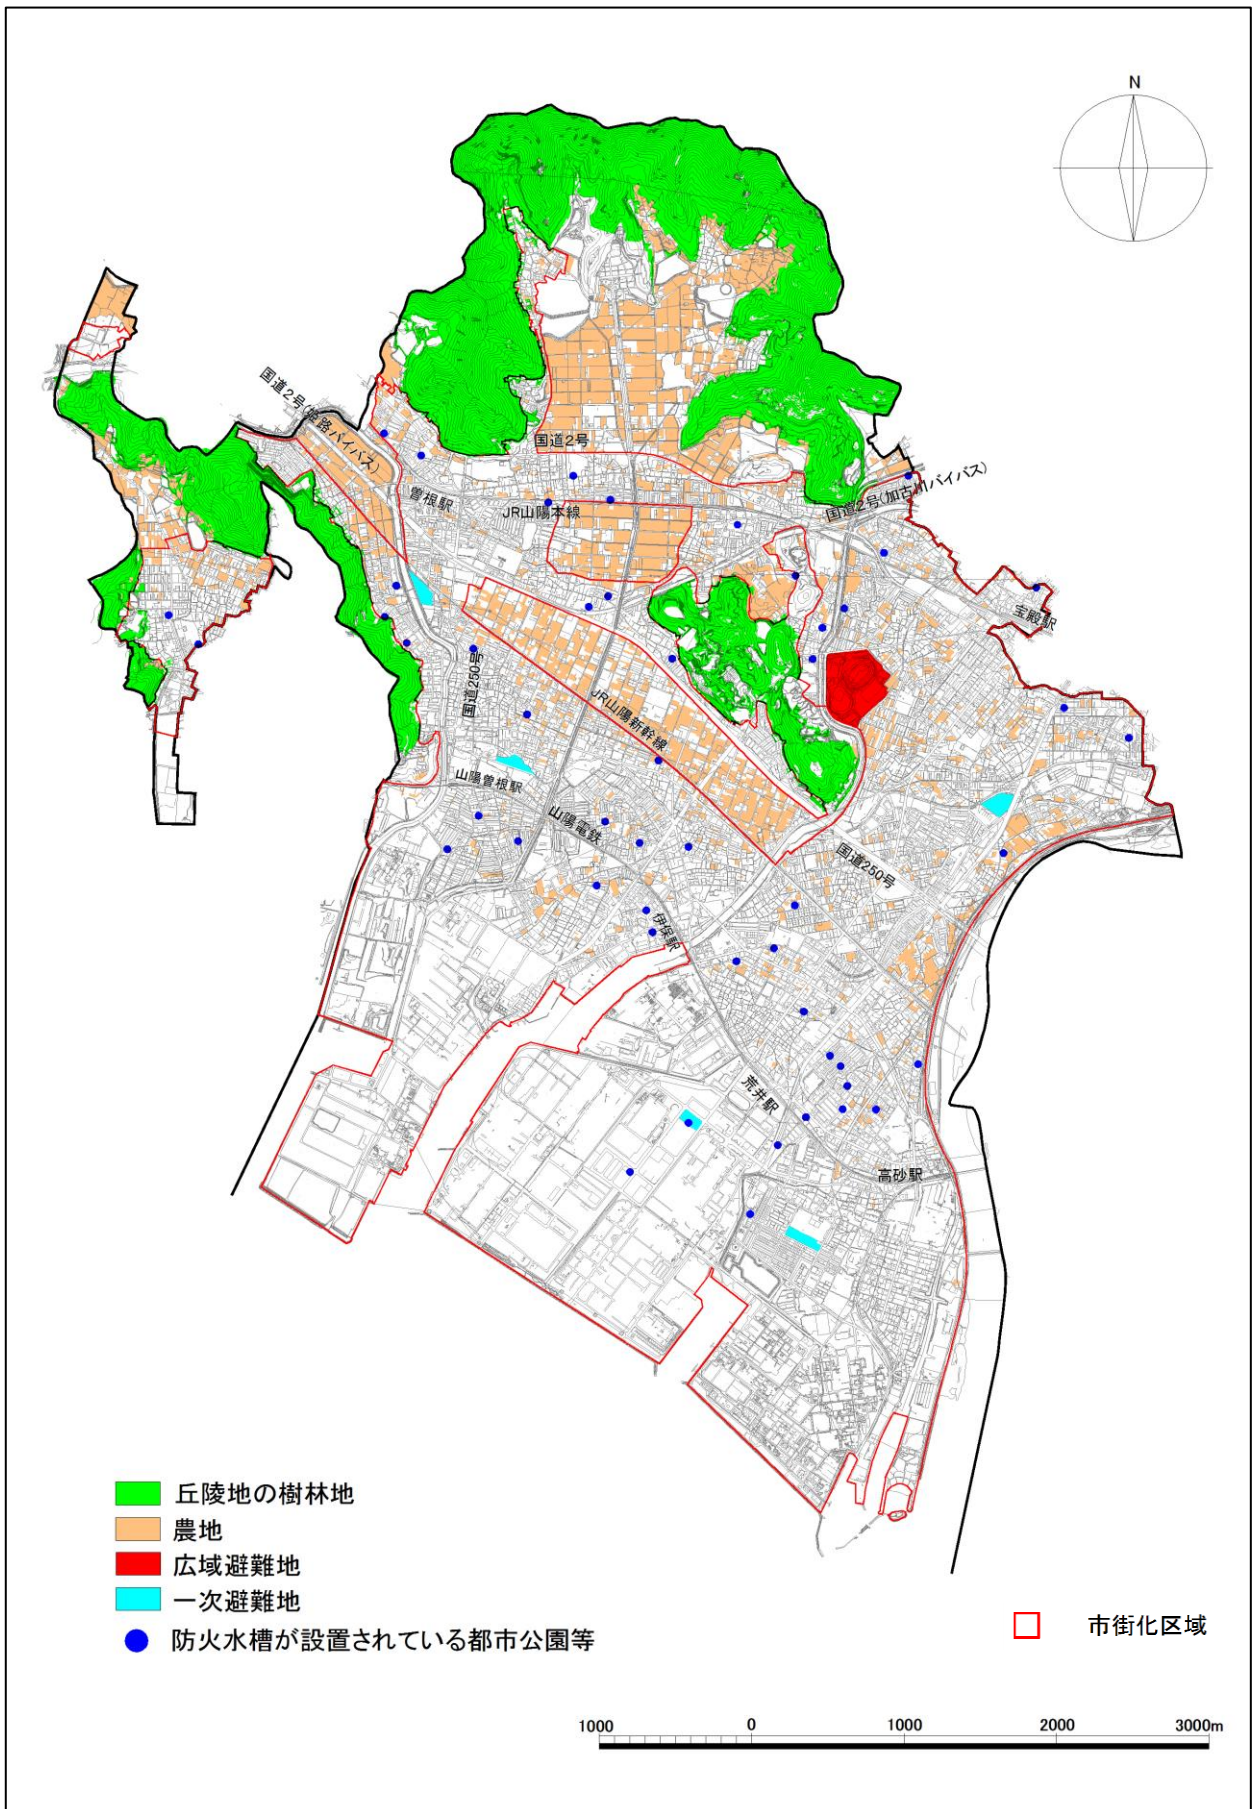 N
国道2号(姫路バイパス)
国道2号
曽根駅
JR山陽本線
国道2号(加古川バイパス)
宝殿駅
国道250号
JR山陽新幹線
山陽曽根駅
山陽電鉄
国道250号
伊保駅
荒井駅
高砂駅
丘陵地の樹林地
農地
広域避難地
一次避難地
防火水槽が設置されている都市公園等
市街化区域
1000 0 1000 2000 3000m